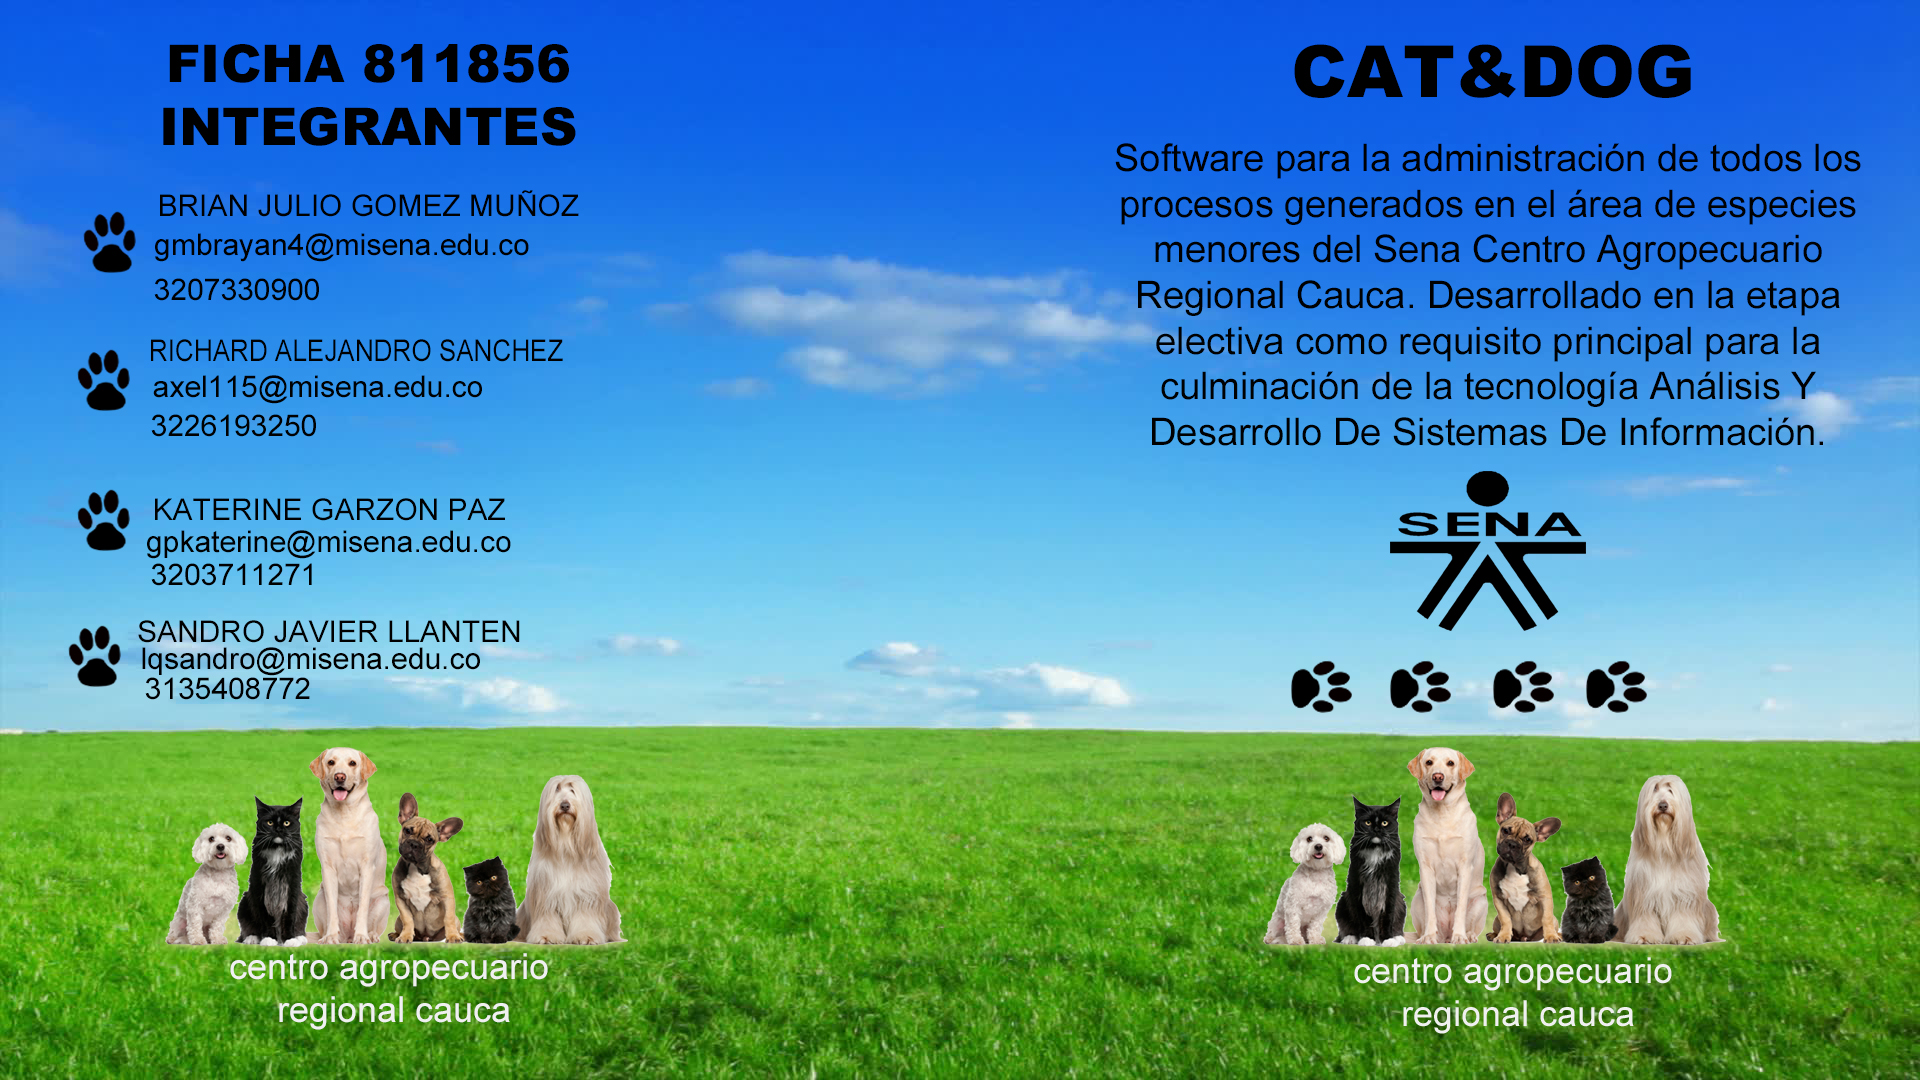 FICHA 811856
INTEGRANTES
BRIAN JULIO GOMEZ MUÑOZ
gmbrayan4@misena.edu.co
3207330900
RICHARD ALEJANDRO SANCHEZ
axel115@misena.edu.co
3226193250
KATERINE GARZON PAZ
gpkaterine@misena.edu.co
3203711271
SANDRO JAVIER LLANTEN
lqsandro@misena.edu.co
3135408772
centro agropecuario
regional cauca
CAT&DOG
Software para la administración de todos los
procesos generados en el área de especies
menores del Sena Centro Agropecuario
Regional Cauca. Desarrollado en la etapa
electiva como requisito principal para la
culminación de la tecnología Análisis Y
Desarrollo De Sistemas De Información.
SENA
centro agropecuario
regional cauca